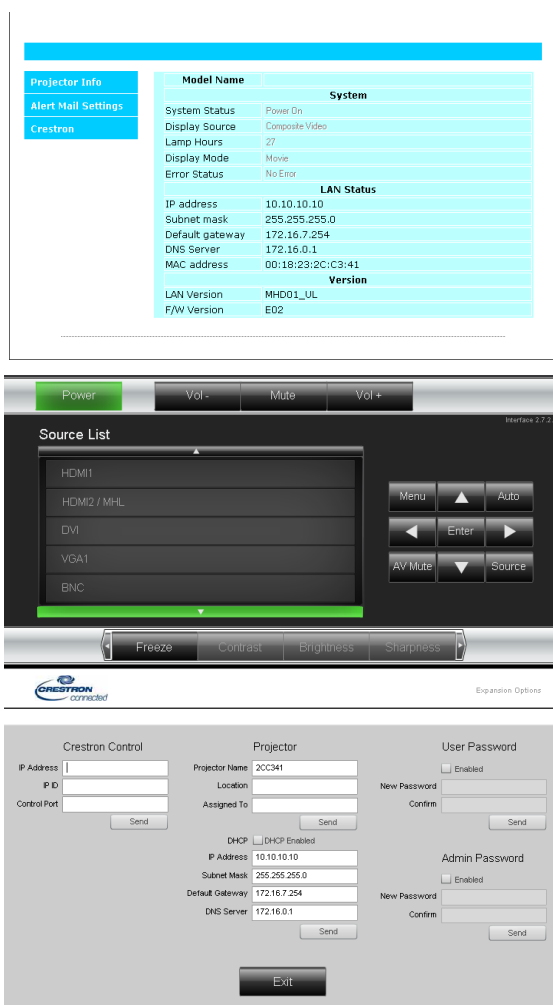 Model Name
Projector Info
System
Alert Mail Settings
System Status Power On
Display Source Composite Video
Crestron
Lamp Hours 27
Display Mode Movie
Error Status No Error
LAN Status
IP address 10.10.10.10
Subnet mask 255.255.255.0
Default gateway 172.16.7.254
DNS Server 172.16.0.1
MAC address 00:18:23:2C:C3:41
Version
LAN Version MHD01_UL
F/W Version E02
Power Vol - Mute Vol +
Interface 2.7.2
Source List
HDMI1
HDMI2 / MHL
DVI
VGA1
BNC
Menu Auto
Enter
AV Mute Source
Freeze Contrast Brightness Sharpness
CRESTRON
connected
Expansion Options
Crestron Control
IP Address
IP ID
Control Port
Send
Projector
Projector Name 2CC341
Location
Assigned To
Send
DHCP DHCP Enabled
IP Address 10.10.10.10
Subnet Mask 255.255.255.0
Default Gateway 172.16.7.254
DNS Server 172.16.0.1
Send
User Password
Enabled
New Password
Confirm
Send
Admin Password
Enabled
New Password
Confirm
Send
Exit